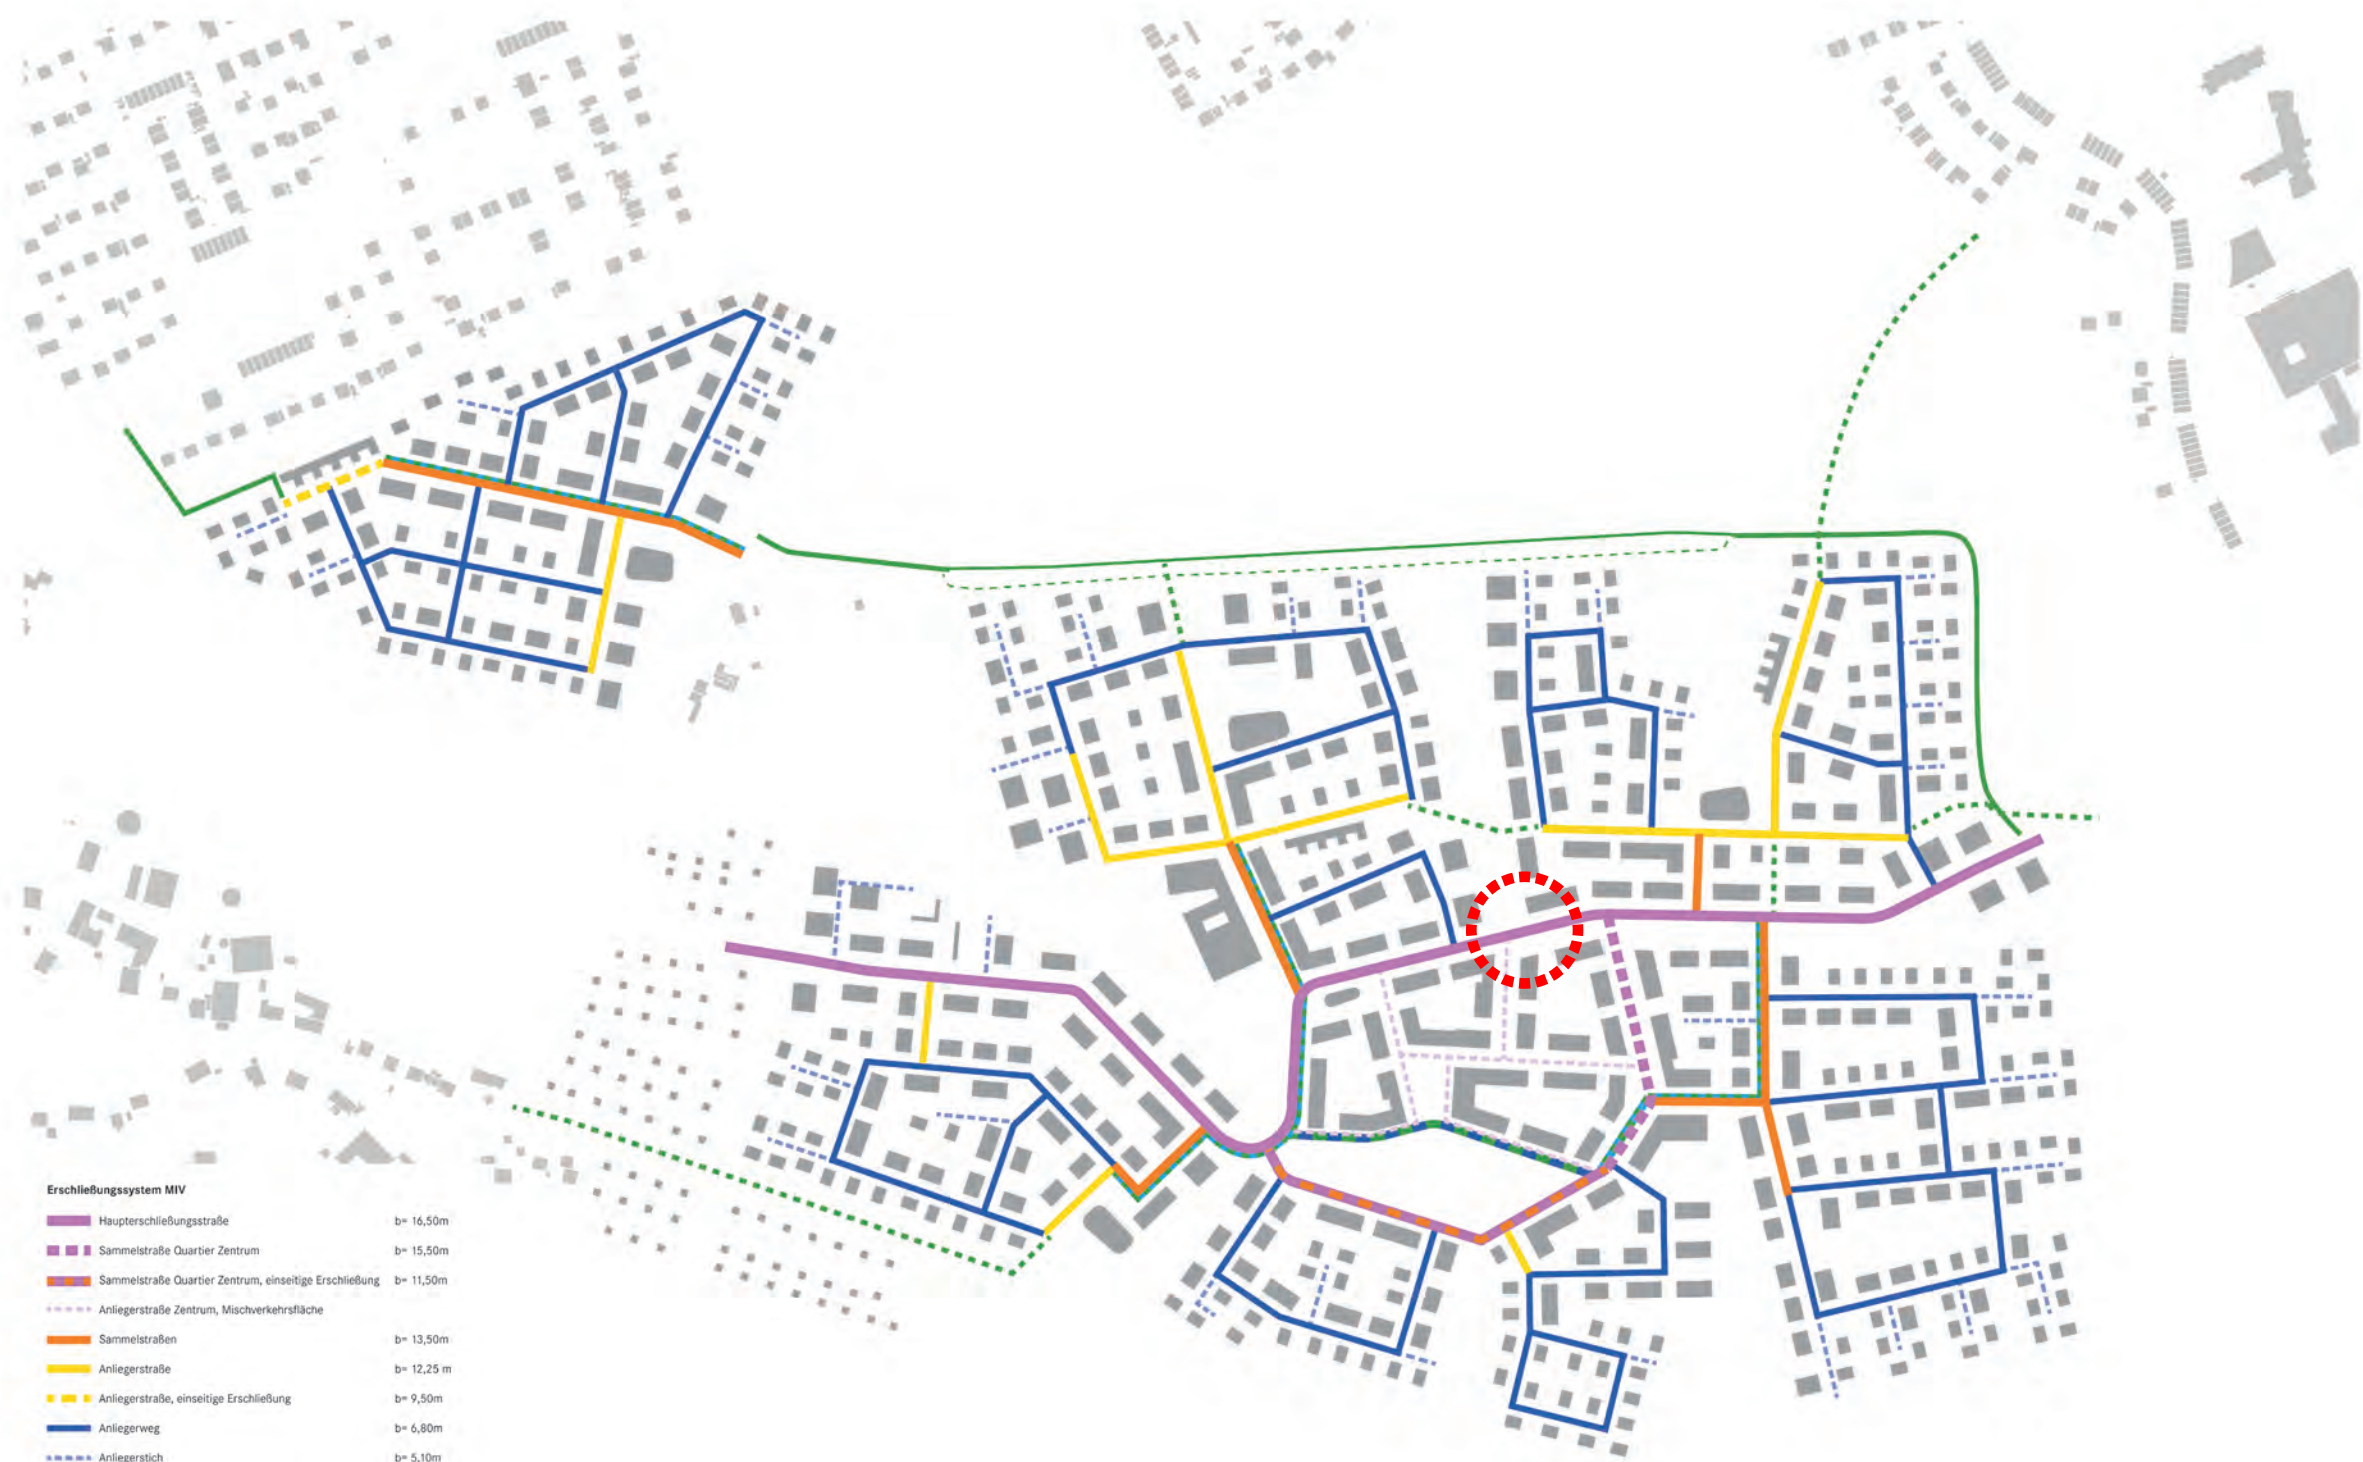 Erschließungssystem MIV
Haupterschließungsstraße b= 16,50m
Sammelstraße Quartier Zentrum b= 15,50m
Sammelstraße Quartier Zentrum, einseitige Erschließung b= 11,50m
Anliegerstraße Zentrum, Mischverkehrsfläche
Sammelstraßen b= 13,50m
Anliegerstraße b= 12,25 m
Anliegerstraße, einseitige Erschließung b= 9,50m
Anliegerweg b= 6,80m
Anliegerstich b= 5,10m